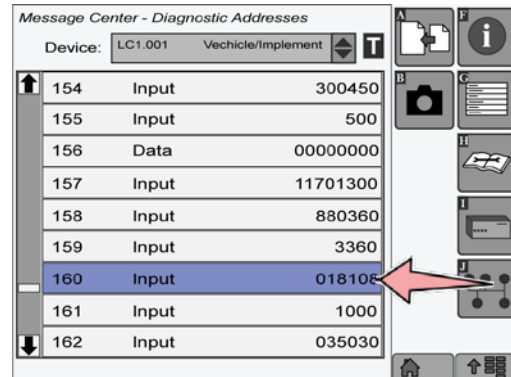 Message Center - Diagnostic Addresses
Device: LC1.001 Vechicle/Implement T
154 Input 300450
155 Input 500
156 Data 00000000
157 Input 11701300
158 Input 880360
159 Input 3360
160 Input 018108
161 Input 1000
162 Input 035030
A F i
B G
H
I
J